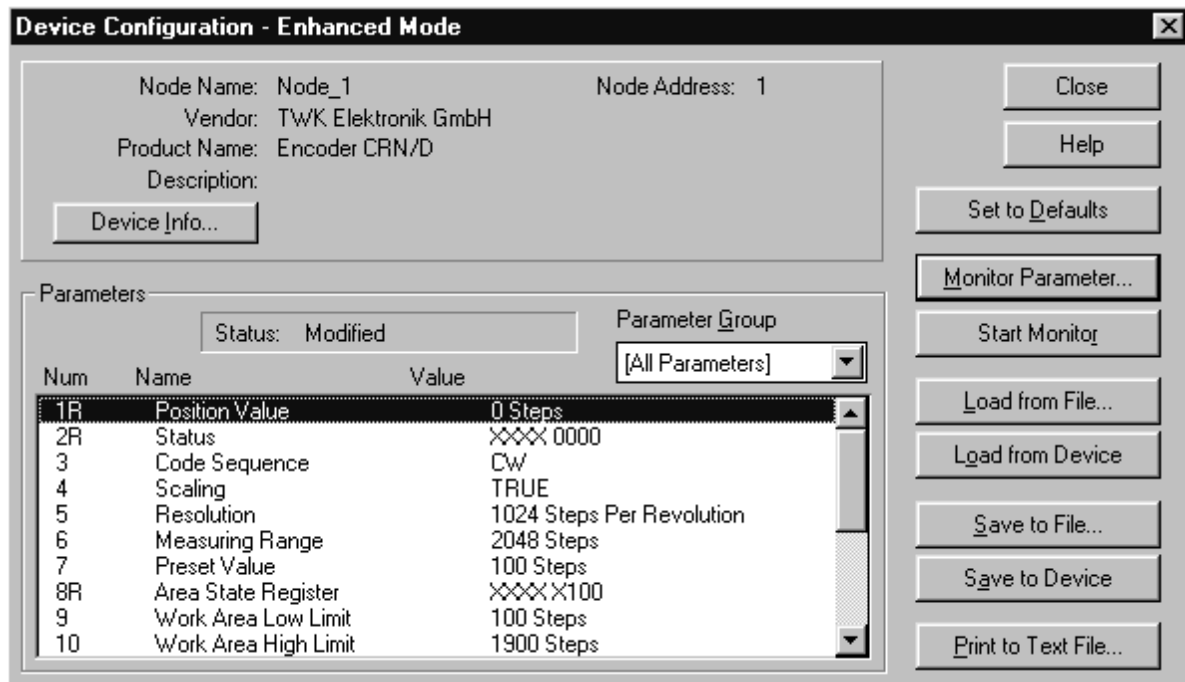 Device Configuration - Enhanced Mode
Node Name: Node_1 Node Address: 1
Vendor: TWK Elektronik GmbH
Product Name: Encoder CRN/D
Description:
Device Info...
Close
Help
Set to Defaults
Monitor Parameter...
Start Monitor
Load from File...
Load from Device
Save to File...
Save to Device
Print to Text File...
Parameters
Status: Modified
Parameter Group
[All Parameters]
Num Name Value
1R Position Value 0 Steps
2R Status XXXX 0000
3 Code Sequence CW
4 Scaling TRUE
5 Resolution 1024 Steps Per Revolution
6 Measuring Range 2048 Steps
7 Preset Value 100 Steps
8R Area State Register XXXX X100
9 Work Area Low Limit 100 Steps
10 Work Area High Limit 1900 Steps